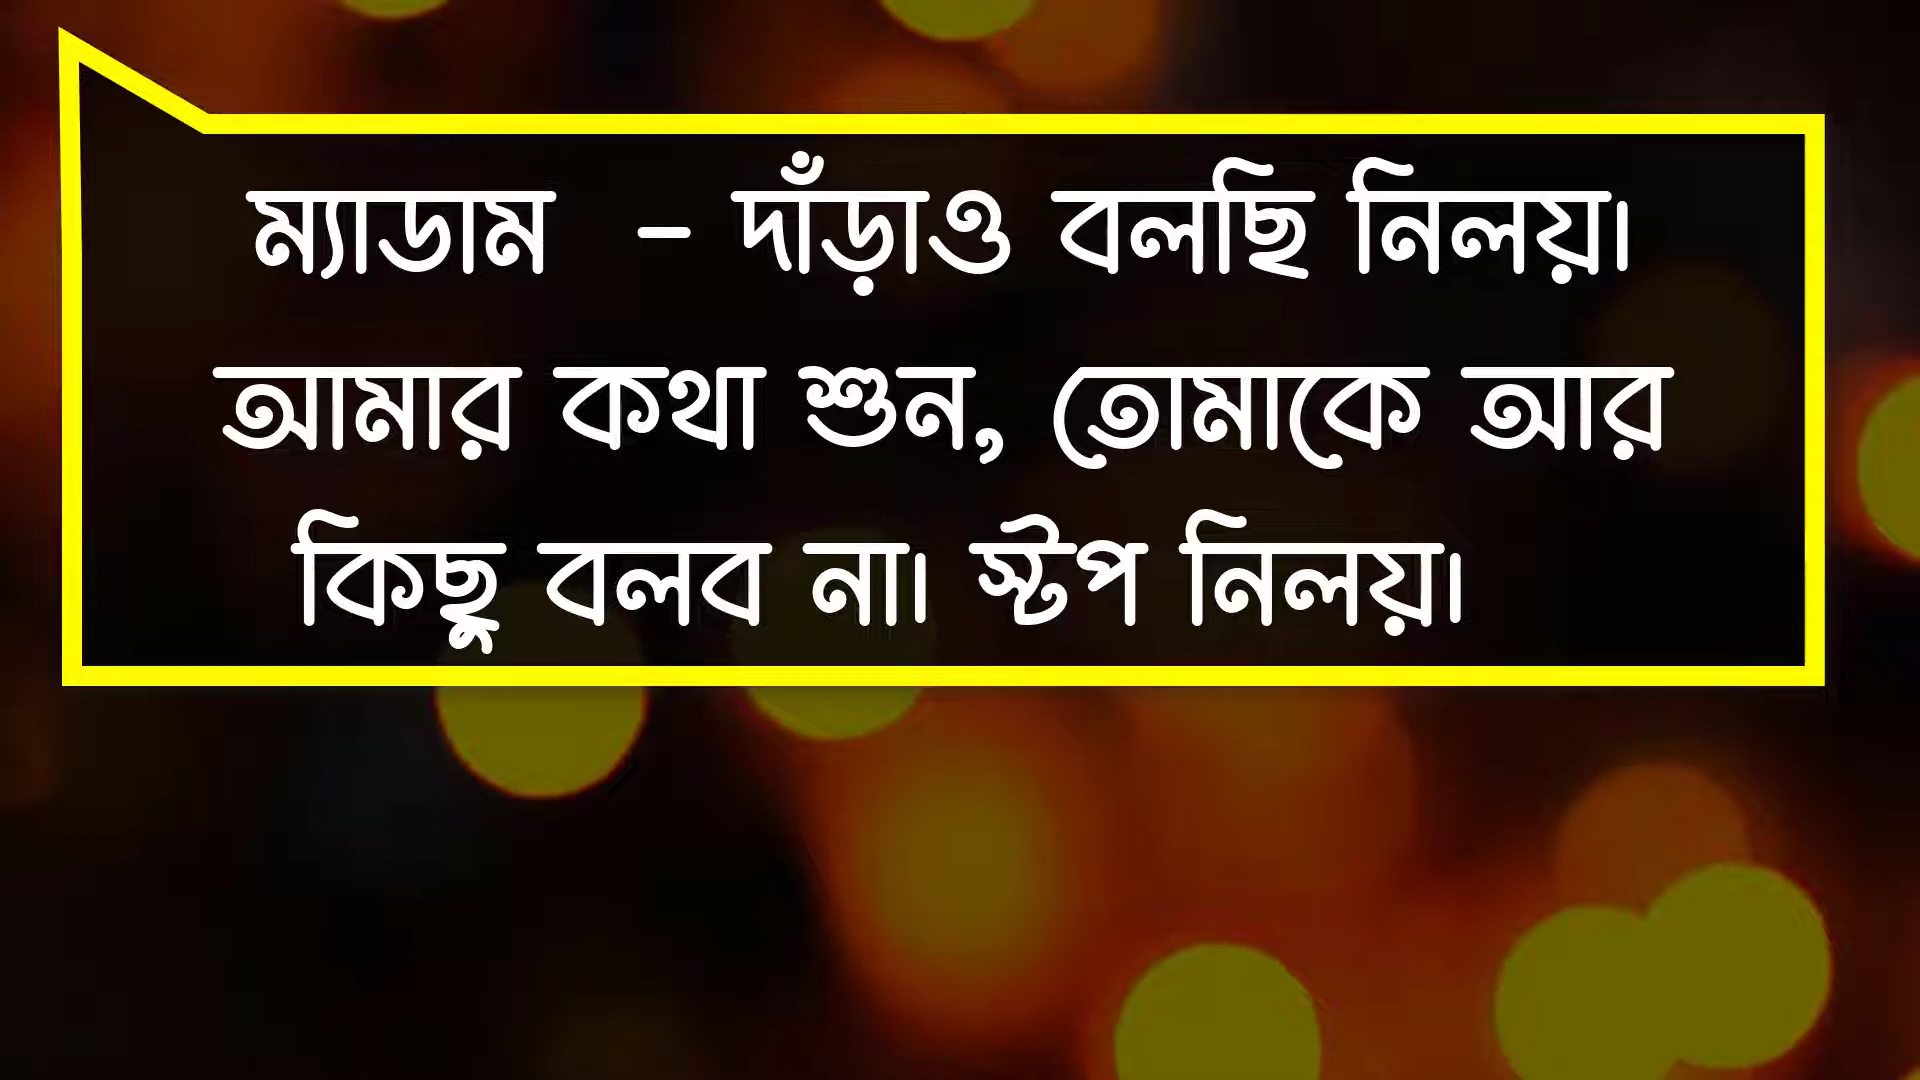 ম্যাডাম – দাঁড়াও বলছি নিলয়।
আমার কথা শুন, তোমাকে আর
কিছু বলব না। স্টপ নিলয়।